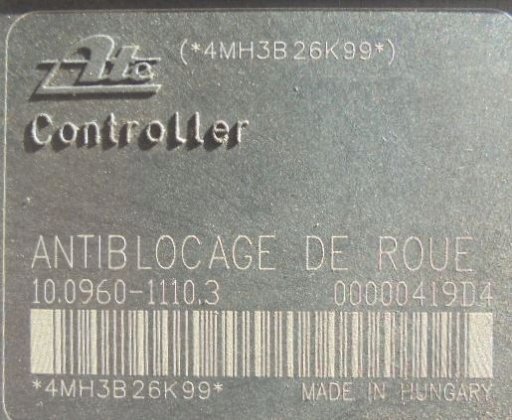 Ate (*4MH3B26K99*)
Controller
ANTIBLOCAGE DE ROUE
10.0960-1110.3 00000419D4
*4MH3B26K99* MADE IN HUNGARY